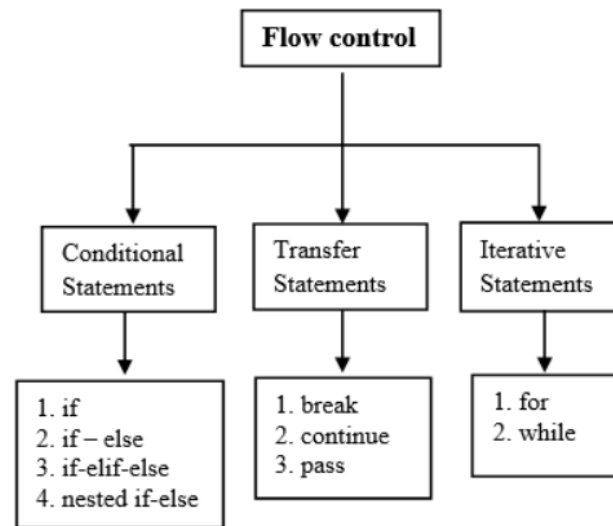 Flow control
Conditional
Statements
Transfer
Statements
Iterative
Statements
1. if
2. if – else
3. if-elif-else
4. nested if-else
1. break
2. continue
3. pass
1. for
2. while